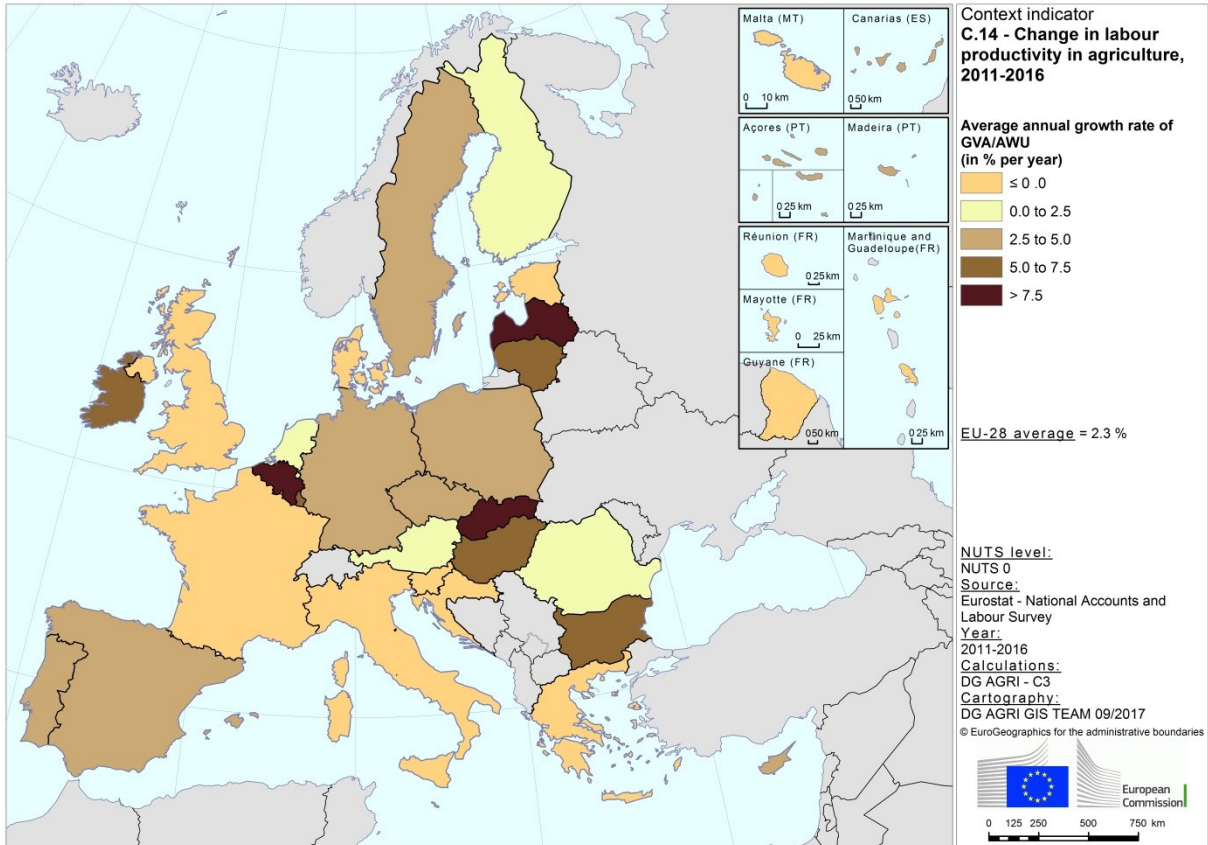 Malta (MT)
0 10 km
Canarias (ES)
0 50 km
Açores (PT)
0 25 km
Madeira (PT)
0 25 km
Réunion (FR)
0 25 km
Martinique and
Guadeloupe(FR)
0 25 km
Mayotte (FR)
0 25 km
Guyane (FR)
0 50 km
Context indicator
C.14 - Change in labour
productivity in agriculture,
2011-2016
Average annual growth rate of
GVA/AWU
(in % per year)
≤ 0 .0
0.0 to 2.5
2.5 to 5.0
5.0 to 7.5
> 7.5
EU-28 average = 2.3 %
NUTS level:
NUTS 0
Source:
Eurostat - National Accounts and
Labour Survey
Year:
2011-2016
Calculations:
DG AGRI - C3
Cartography:
DG AGRI GIS TEAM 09/2017
© EuroGeographics for the administrative boundaries
European
Commission
0 125 250 500 750 km